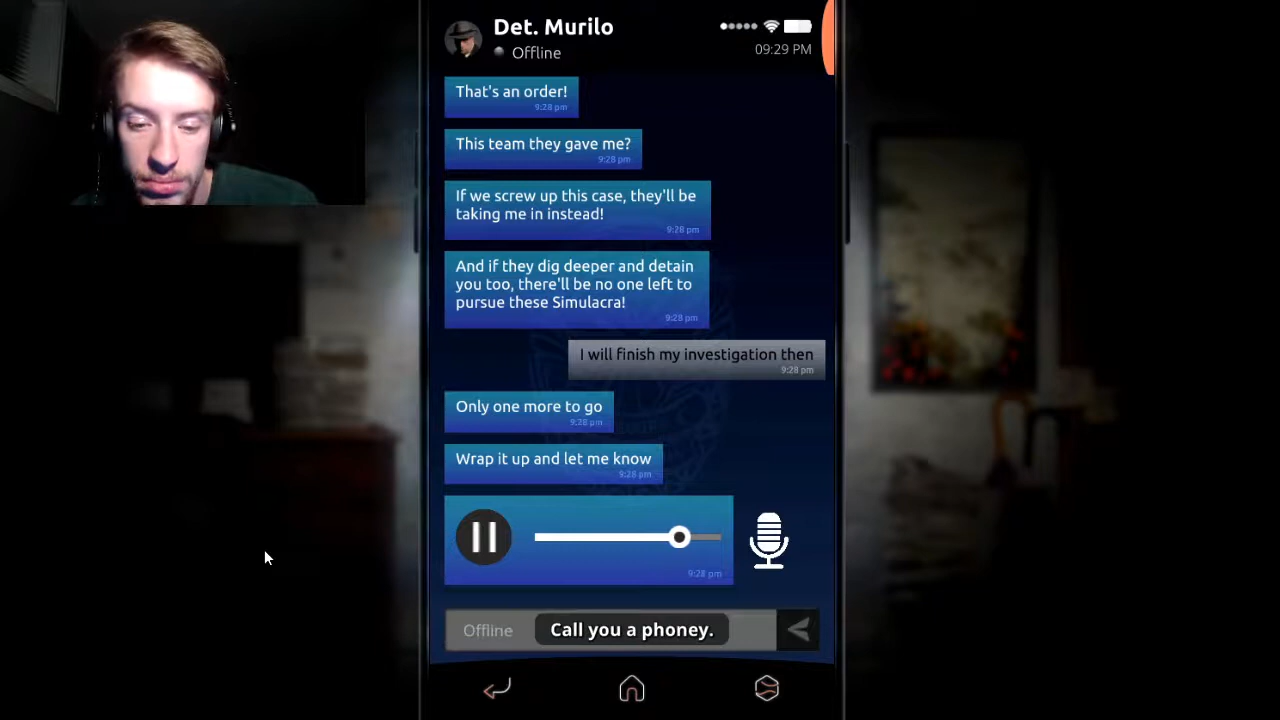 Det. Murilo
Offline
09:29 PM
That's an order!
9:28 pm
This team they gave me?
9:28 pm
If we screw up this case, they'll be
taking me in instead!
9:28 pm
And if they dig deeper and detain
you too, there'll be no one left to
pursue these Simulacra!
9:28 pm
I will finish my investigation then
9:28 pm
Only one more to go
9:28 pm
Wrap it up and let me know
9:28 pm
9:28 pm
Offline
Call you a phoney.